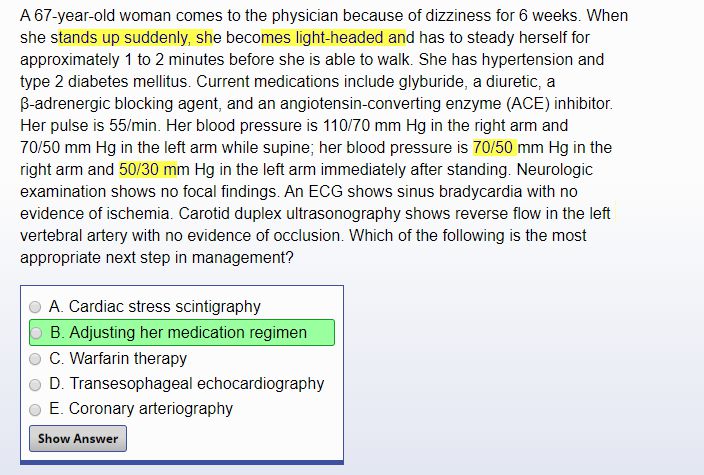 A 67-year-old woman comes to the physician because of dizziness for 6 weeks. When
she stands up suddenly, she becomes light-headed and has to steady herself for
approximately 1 to 2 minutes before she is able to walk. She has hypertension and
type 2 diabetes mellitus. Current medications include glyburide, a diuretic, a
β-adrenergic blocking agent, and an angiotensin-converting enzyme (ACE) inhibitor.
Her pulse is 55/min. Her blood pressure is 110/70 mm Hg in the right arm and
70/50 mm Hg in the left arm while supine; her blood pressure is 70/50 mm Hg in the
right arm and 50/30 mm Hg in the left arm immediately after standing. Neurologic
examination shows no focal findings. An ECG shows sinus bradycardia with no
evidence of ischemia. Carotid duplex ultrasonography shows reverse flow in the left
vertebral artery with no evidence of occlusion. Which of the following is the most
appropriate next step in management?
A. Cardiac stress scintigraphy
B. Adjusting her medication regimen
C. Warfarin therapy
D. Transesophageal echocardiography
E. Coronary arteriography
Show Answer